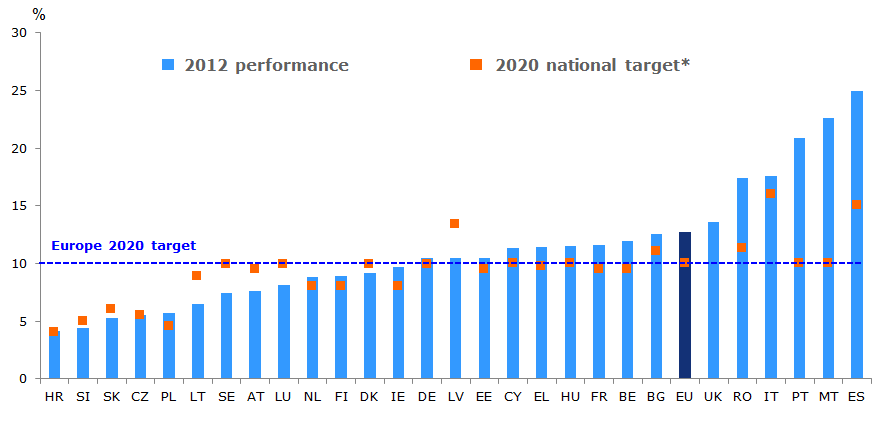 %
30
2012 performance 2020 national target*
25
20
15
Europe 2020 target
10
5
0
HR SI SK CZ PL LT SE AT LU NL FI DK IE DE LV EE CY EL HU FR BE BG EU UK RO IT PT MT ES